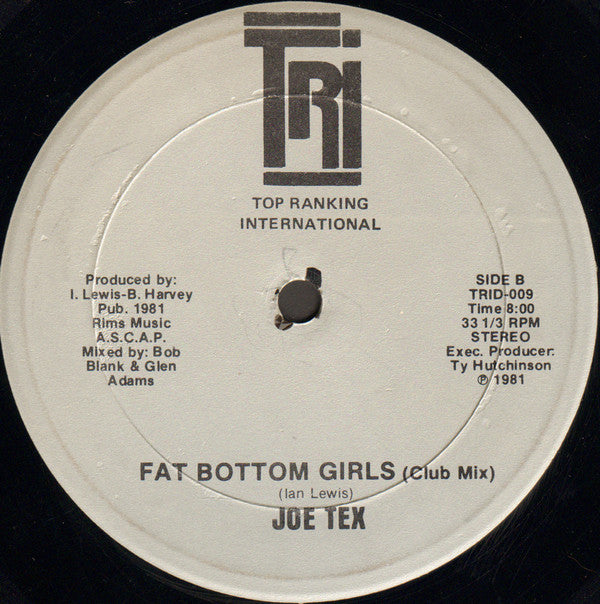 TRI
TOP RANKING
INTERNATIONAL
Produced by:
I. Lewis-B. Harvey
Pub. 1981
Rims Music
A.S.C.A.P.
Mixed by: Bob
Blank & Glen
Adams
SIDE B
TRID-009
Time 8:00
33 1/3 RPM
STEREO
Exec. Producer:
Ty Hutchinson
℗ 1981
FAT BOTTOM GIRLS (Club Mix)
(Ian Lewis)
JOE TEX